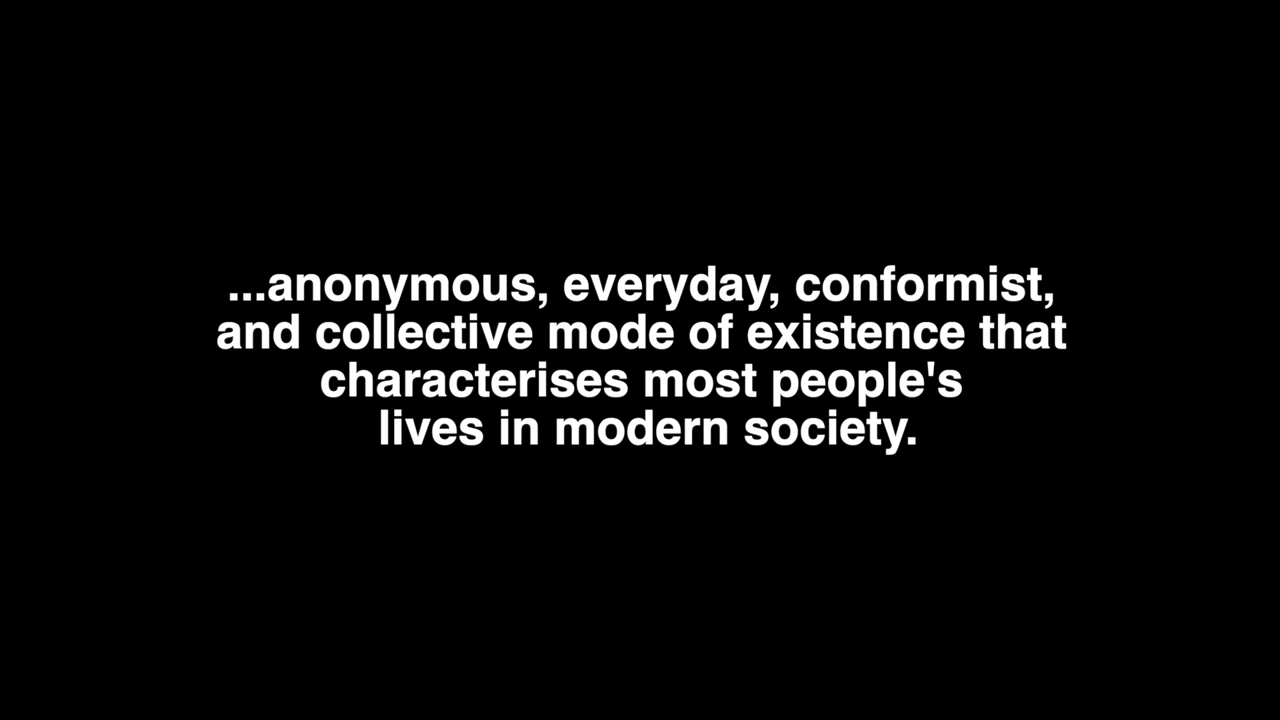 ...anonymous, everyday, conformist,
and collective mode of existence that
characterises most people's
lives in modern society.